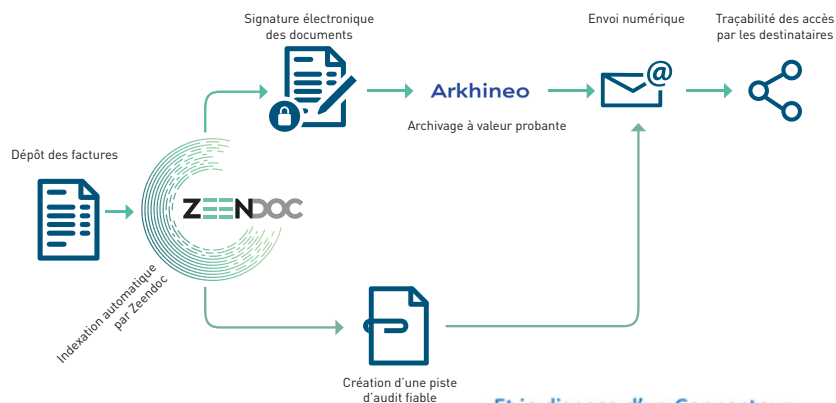 Signature électronique
des documents
Envoi numérique
Traçabilité des accès
par les destinataires
@
Arkhineo
Archivage à valeur probante
Dépôt des factures
ZEENDOC
Indexation automatique
par Zeendoc
Création d'une piste
d'audit fiable